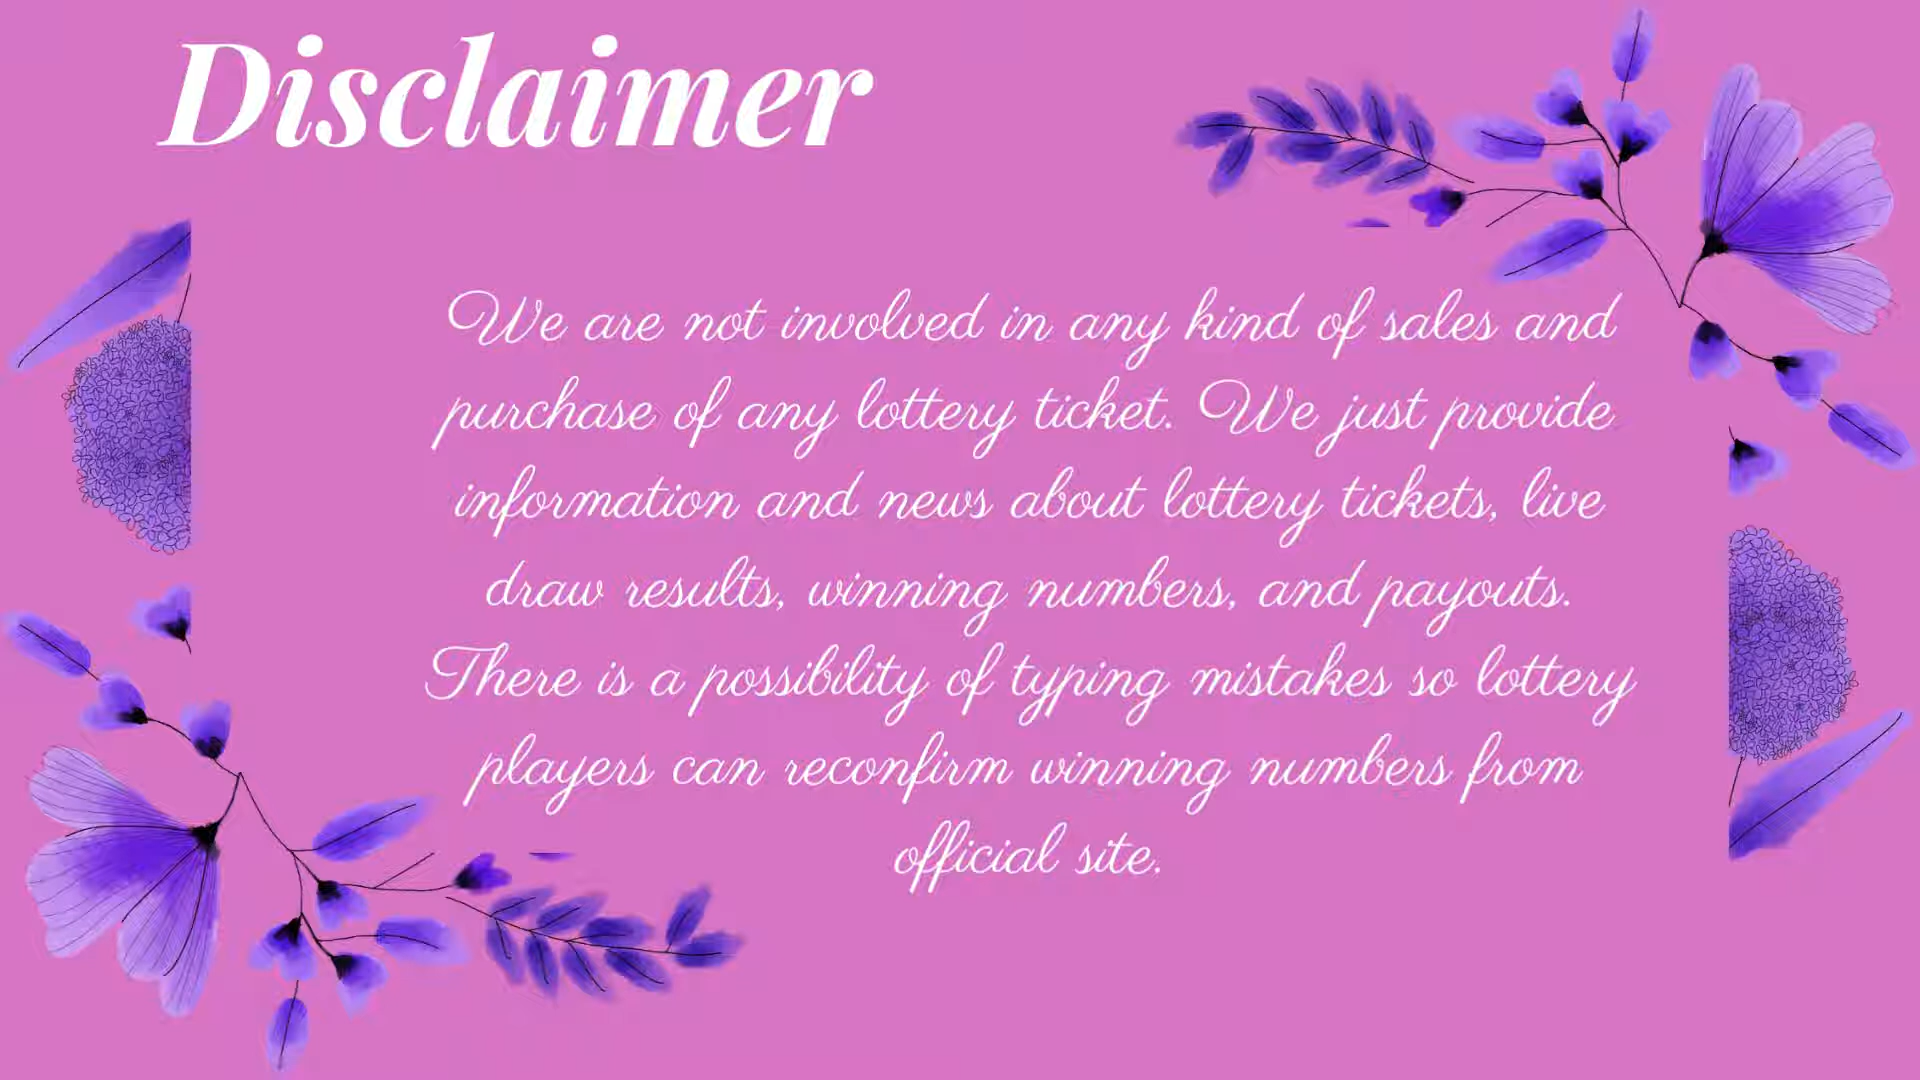 Disclaimer
We are not involved in any kind of sales and
purchase of any lottery ticket. We just provide
information and news about lottery tickets, live
draw results, winning numbers, and payouts.
There is a possibility of typing mistakes so lottery
players can reconfirm winning numbers from
official site.